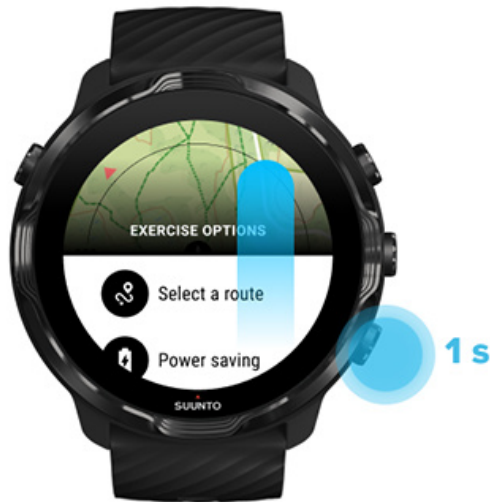 EXERCISE OPTIONS
Select a route
Power saving
SUUNTO
1 s